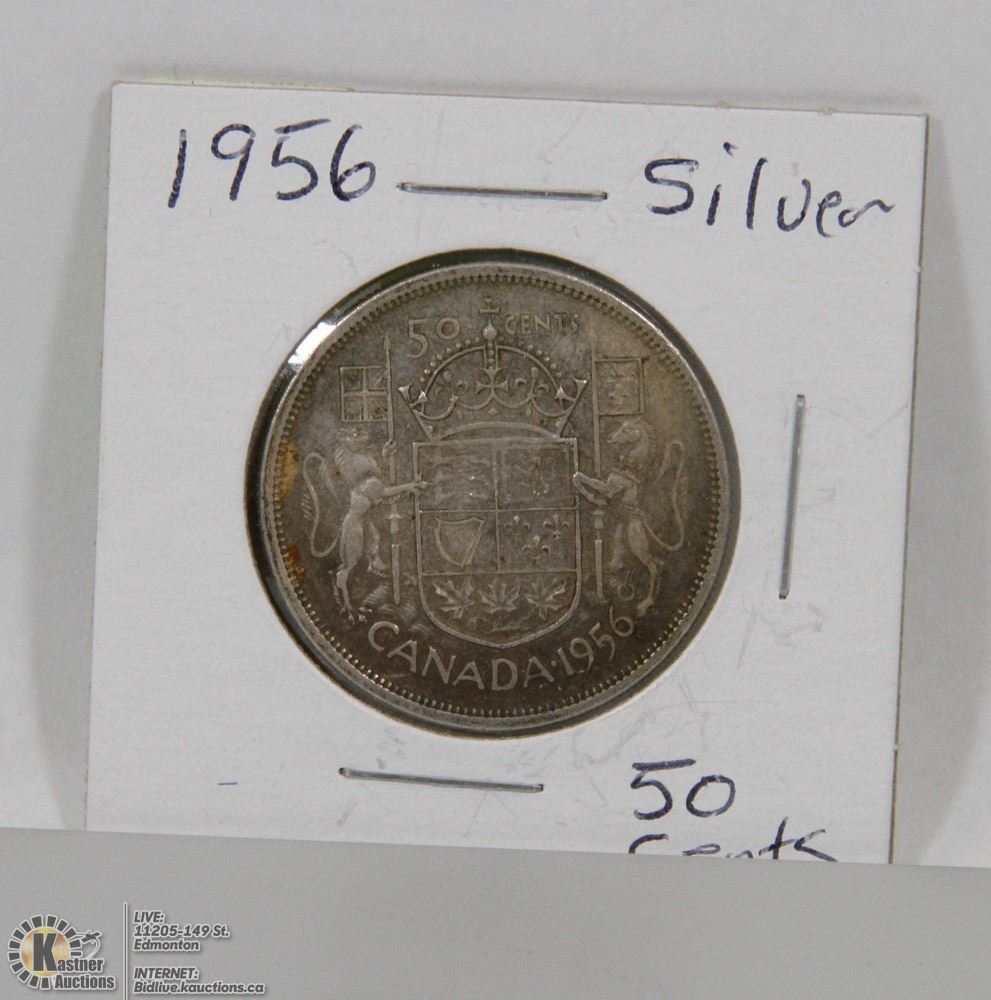 1956 Silver
50 CENTS
CANADA·1956
50
Cents
Kastner Auctions
LIVE:
11205-149 St.
Edmonton
INTERNET:
Bidlive.kauctions.ca